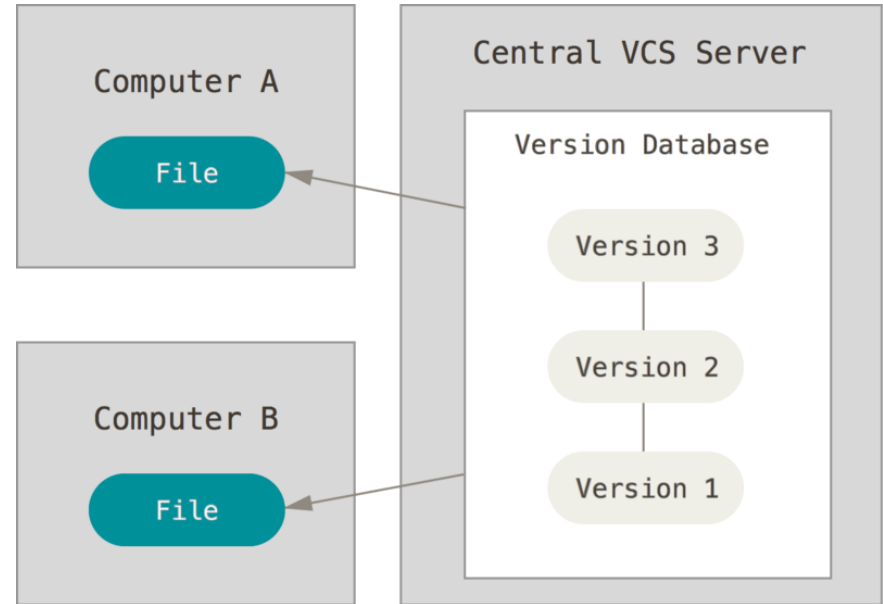 Computer A
File
Computer B
File
Central VCS Server
Version Database
Version 3
Version 2
Version 1